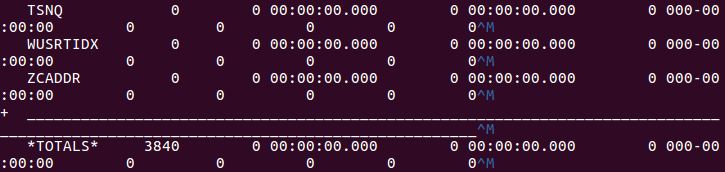 TSNQ 0 0 00:00:00.000 0 00:00:00.000 0 000-00
:00:00 0 0 0 0 0^M
WUSRTIDX 0 0 00:00:00.000 0 00:00:00.000 0 000-00
:00:00 0 0 0 0 0^M
ZCADDR 0 0 00:00:00.000 0 00:00:00.000 0 000-00
:00:00 0 0 0 0 0^M
+ ______________________________________________________________________________
______________________________________________________^M
*TOTALS* 3840 0 00:00:00.000 0 00:00:00.000 0 000-00
:00:00 0 0 0 0 0^M